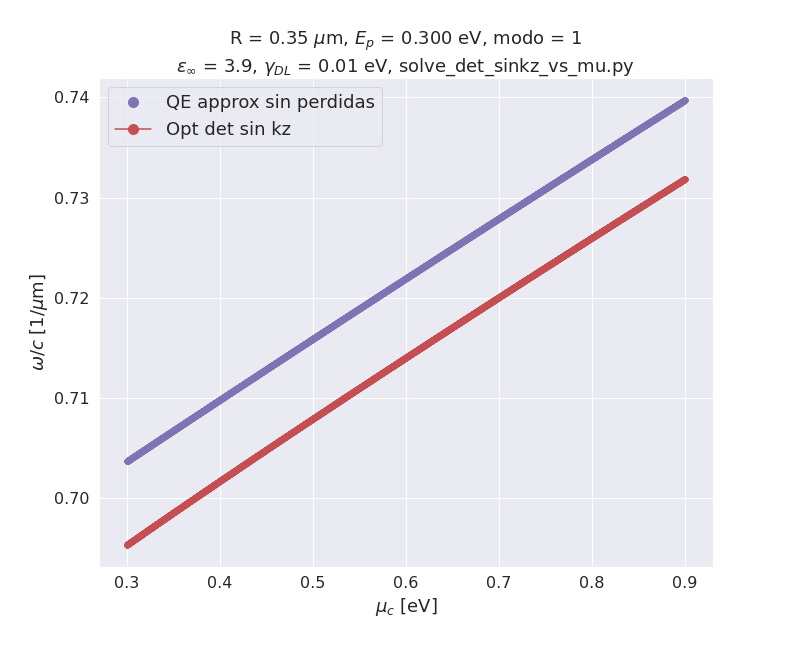 R = 0.35 μm, E_p = 0.300 eV, modo = 1
ε_∞ = 3.9, γ_DL = 0.01 eV, solve_det_sinkz_vs_mu.py
QE approx sin perdidas
Opt det sin kz
0.74
0.73
0.72
0.71
0.70
ω/c [1/μm]
0.3 0.4 0.5 0.6 0.7 0.8 0.9
μ_c [eV]